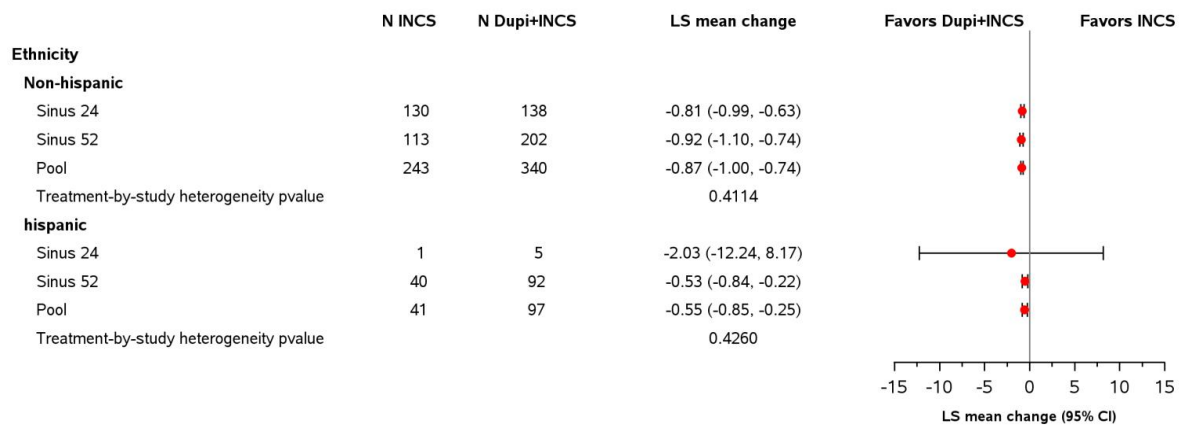 N INCS N Dupi+INCS LS mean change Favors Dupi+INCS Favors INCS
Ethnicity
Non-hispanic
Sinus 24 130 138 -0.81 (-0.99, -0.63)
Sinus 52 113 202 -0.92 (-1.10, -0.74)
Pool 243 340 -0.87 (-1.00, -0.74)
Treatment-by-study heterogeneity pvalue 0.4114
hispanic
Sinus 24 1 5 -2.03 (-12.24, 8.17)
Sinus 52 40 92 -0.53 (-0.84, -0.22)
Pool 41 97 -0.55 (-0.85, -0.25)
Treatment-by-study heterogeneity pvalue 0.4260
-15 -10 -5 0 5 10 15
LS mean change (95% CI)